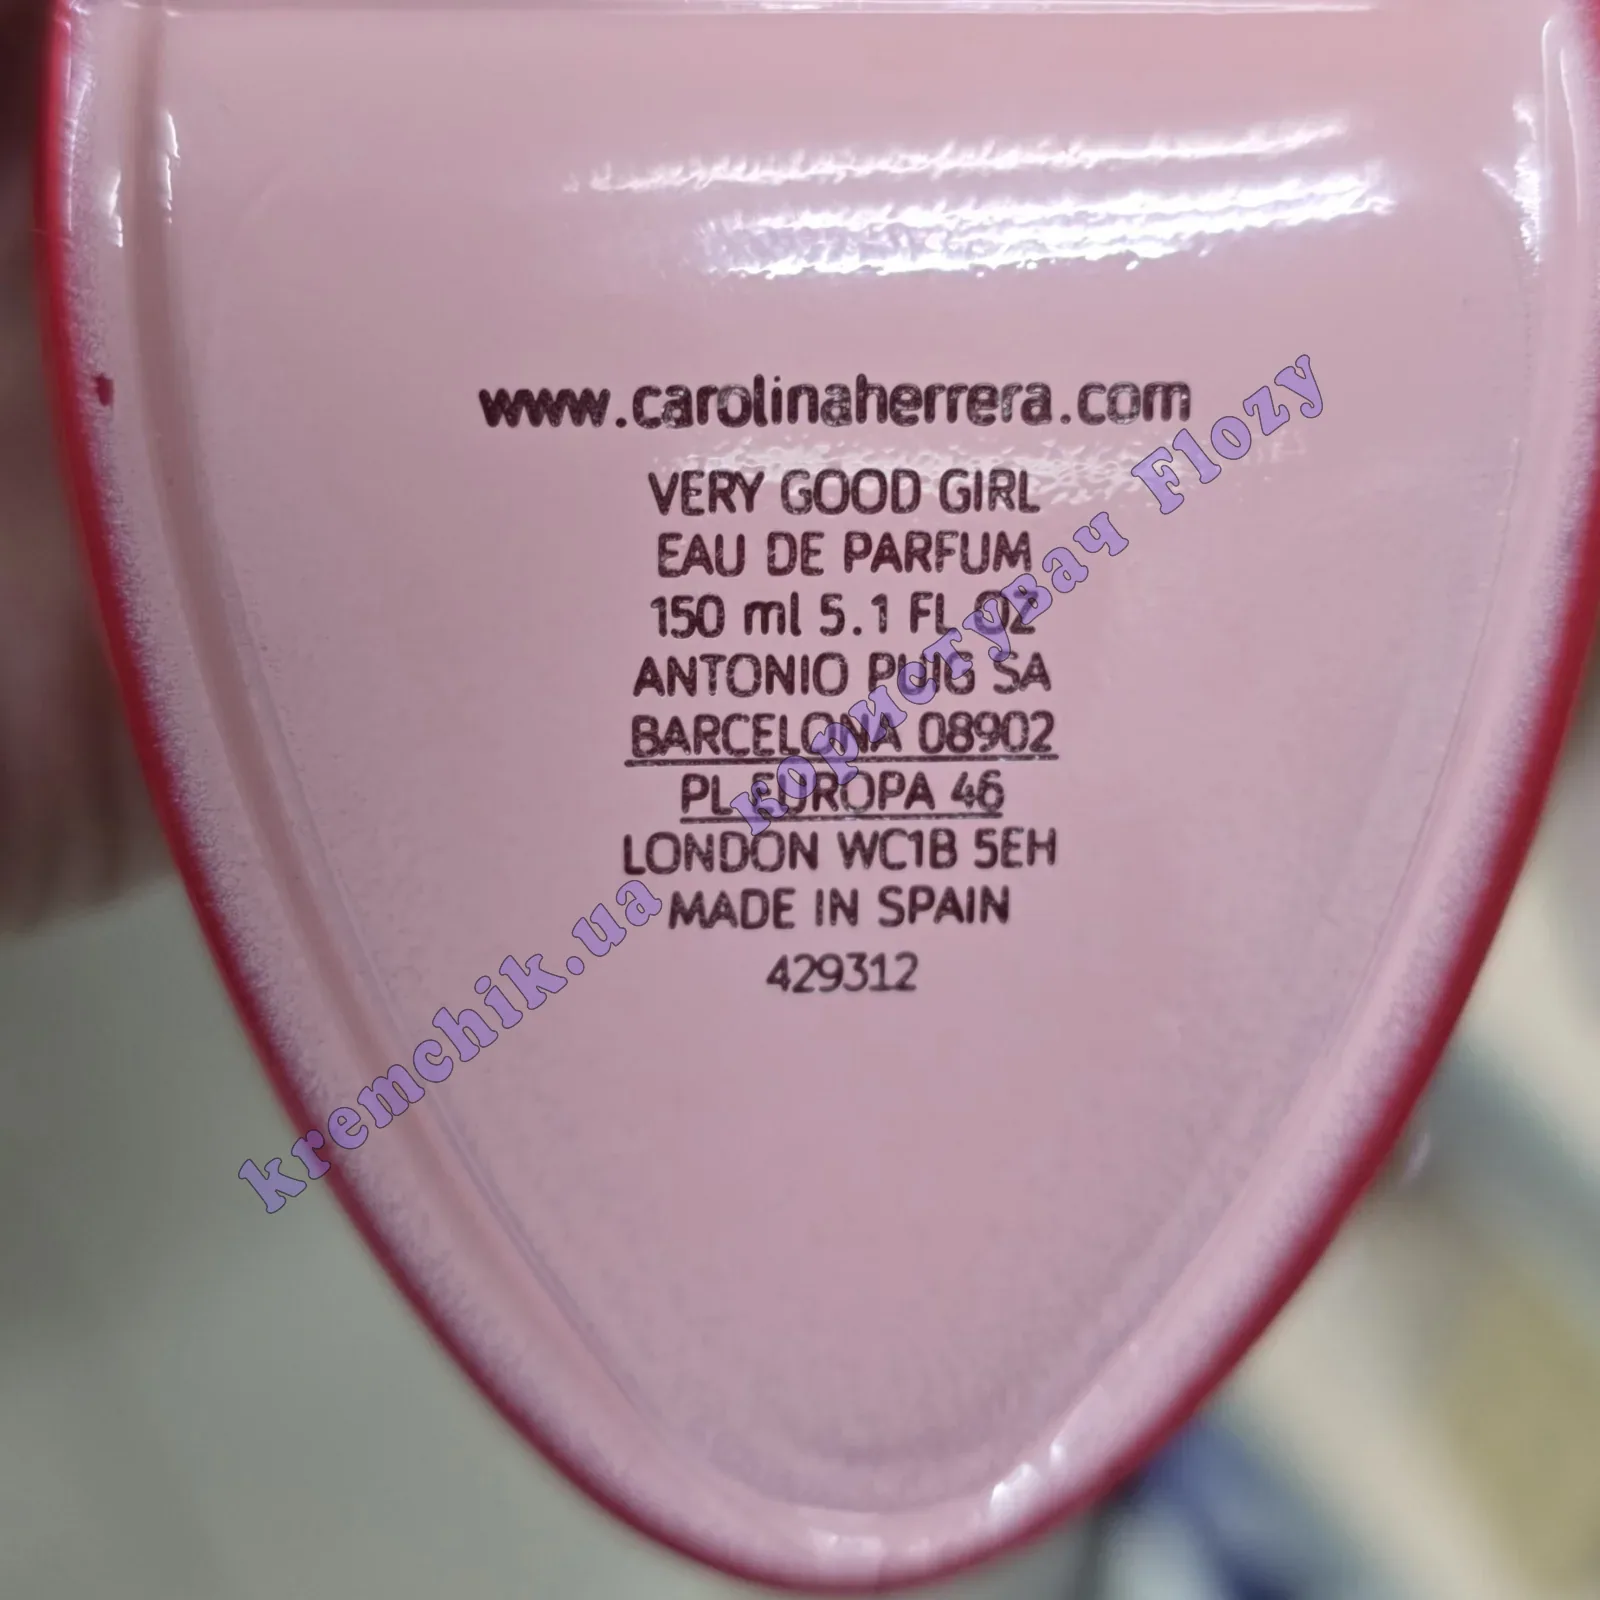 www.carolinaherrera.com
VERY GOOD GIRL
EAU DE PARFUM
150 ml 5.1 FL OZ
ANTONIO PUIG SA
BARCELONA 08902
PL EUROPA 46
LONDON WC1B 5EH
MADE IN SPAIN
429312
kremchik.ua користувач Flozy